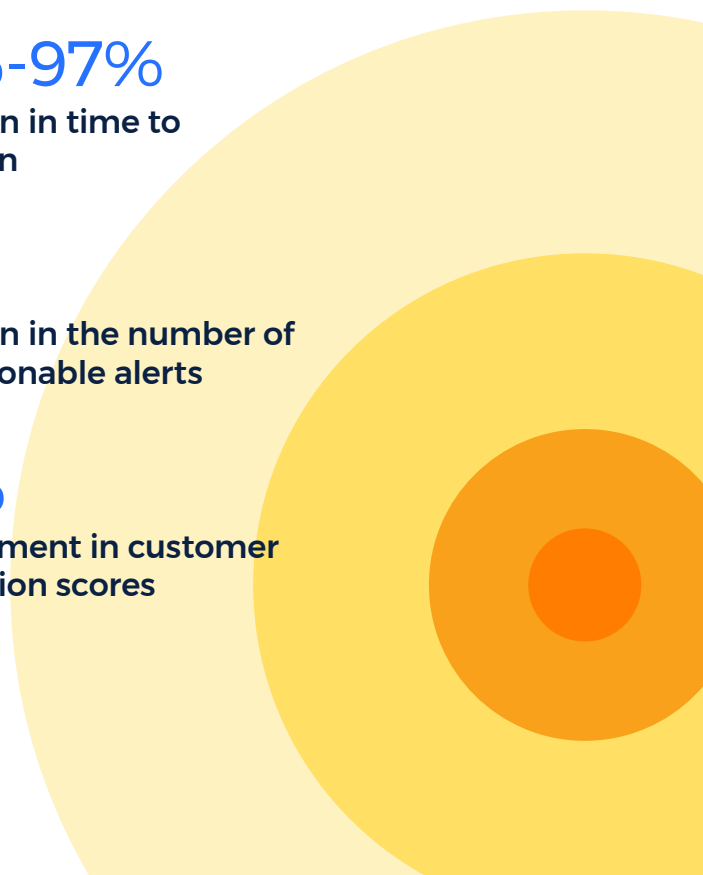 -97%
n in time to
n
n in the number of
onable alerts
ment in customer
ion scores